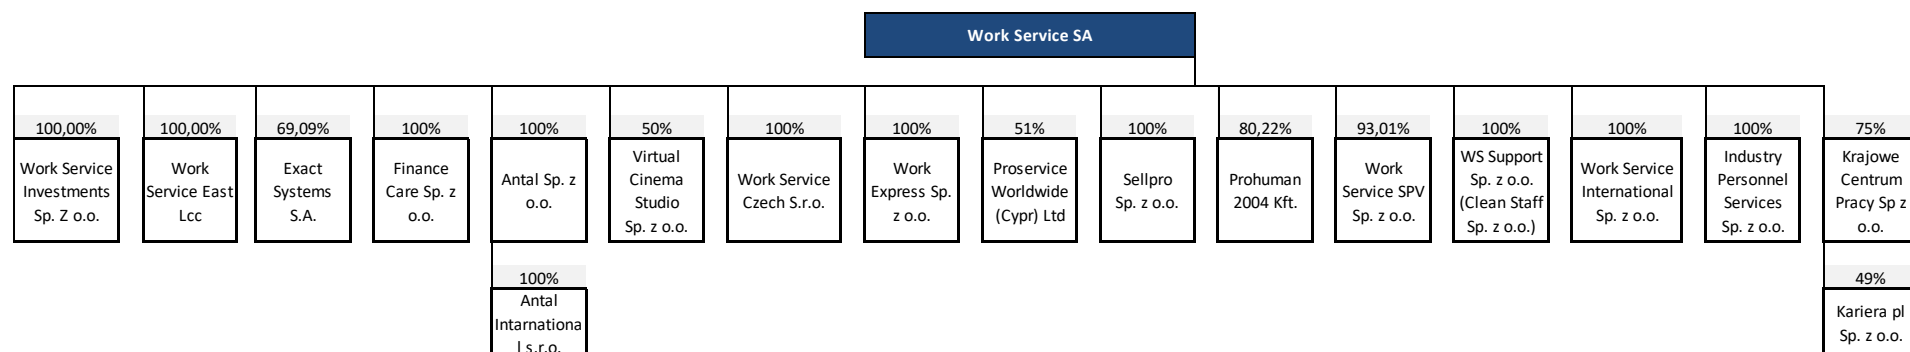 Work Service SA
100,00%
Work Service
Investments
Sp. Z o.o.
100,00%
Work
Service East
Lcc
69,09%
Exact
Systems
S.A.
100%
Finance
Care Sp. z
o.o.
100%
Antal Sp. z
o.o.
50%
Virtual
Cinema
Studio
Sp. z o.o.
100%
Work Service
Czech S.r.o.
100%
Work
Express Sp.
z o.o.
51%
Proservice
Worldwide
(Cypr) Ltd
100%
Sellpro
Sp. z o.o.
80,22%
Prohuman
2004 Kft.
93,01%
Work
Service SPV
Sp. z o.o.
100%
WS Support
Sp. z o.o.
(Clean Staff
Sp. z o.o.)
100%
Work Service
International
Sp. z o.o.
100%
Industry
Personnel
Services
Sp. z o.o.
75%
Krajowe
Centrum
Pracy Sp z
o.o.
100%
Antal
Intarnationa
l s.r.o.
49%
Kariera pl
Sp. z o.o.